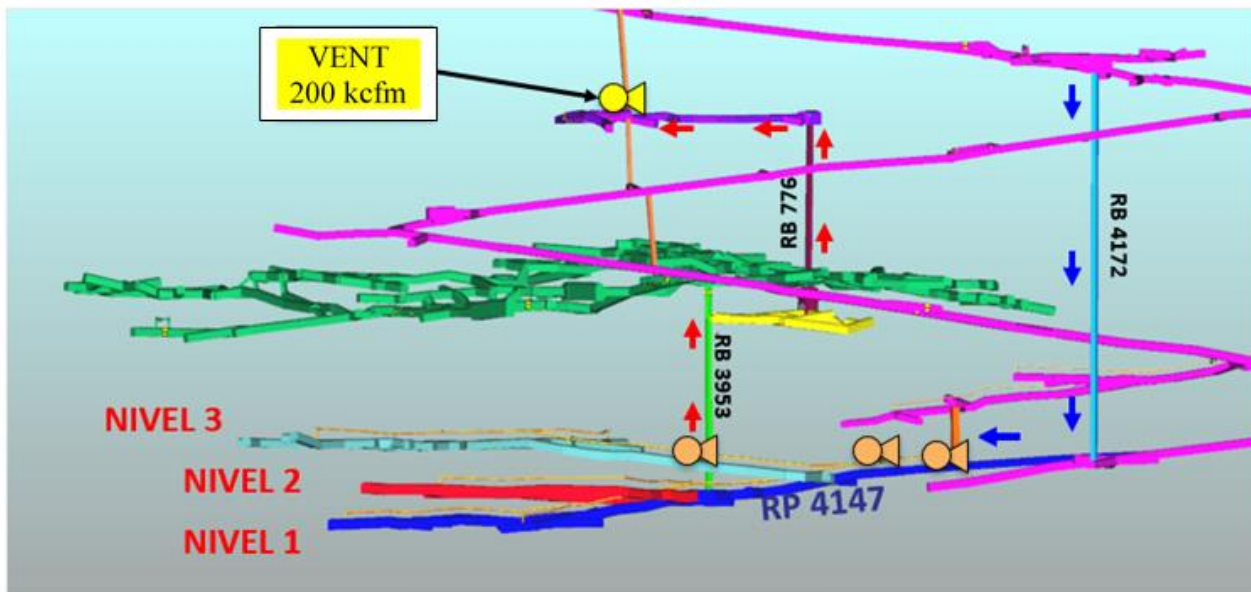 VENT
200 kcfm
RB 776
RB 4172
RB 3953
NIVEL 3
NIVEL 2
RP 4147
NIVEL 1